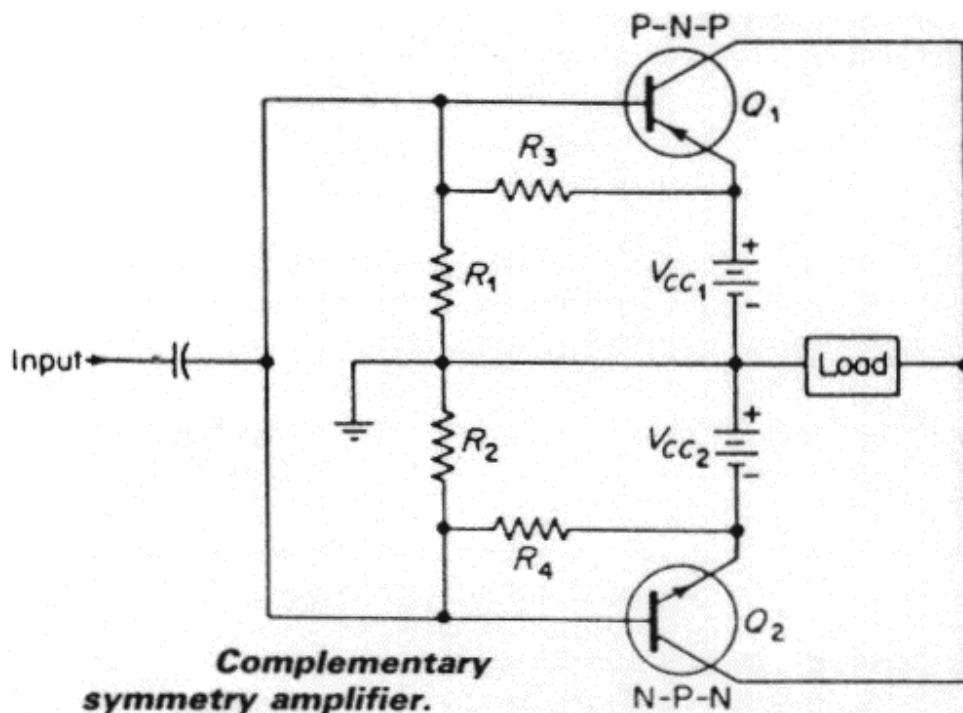 P-N-P
Q1
R3
+
R1
VCC1
-
Input
Load
+
R2
VCC2
-
R4
Q2
Complementary
symmetry amplifier.
N-P-N